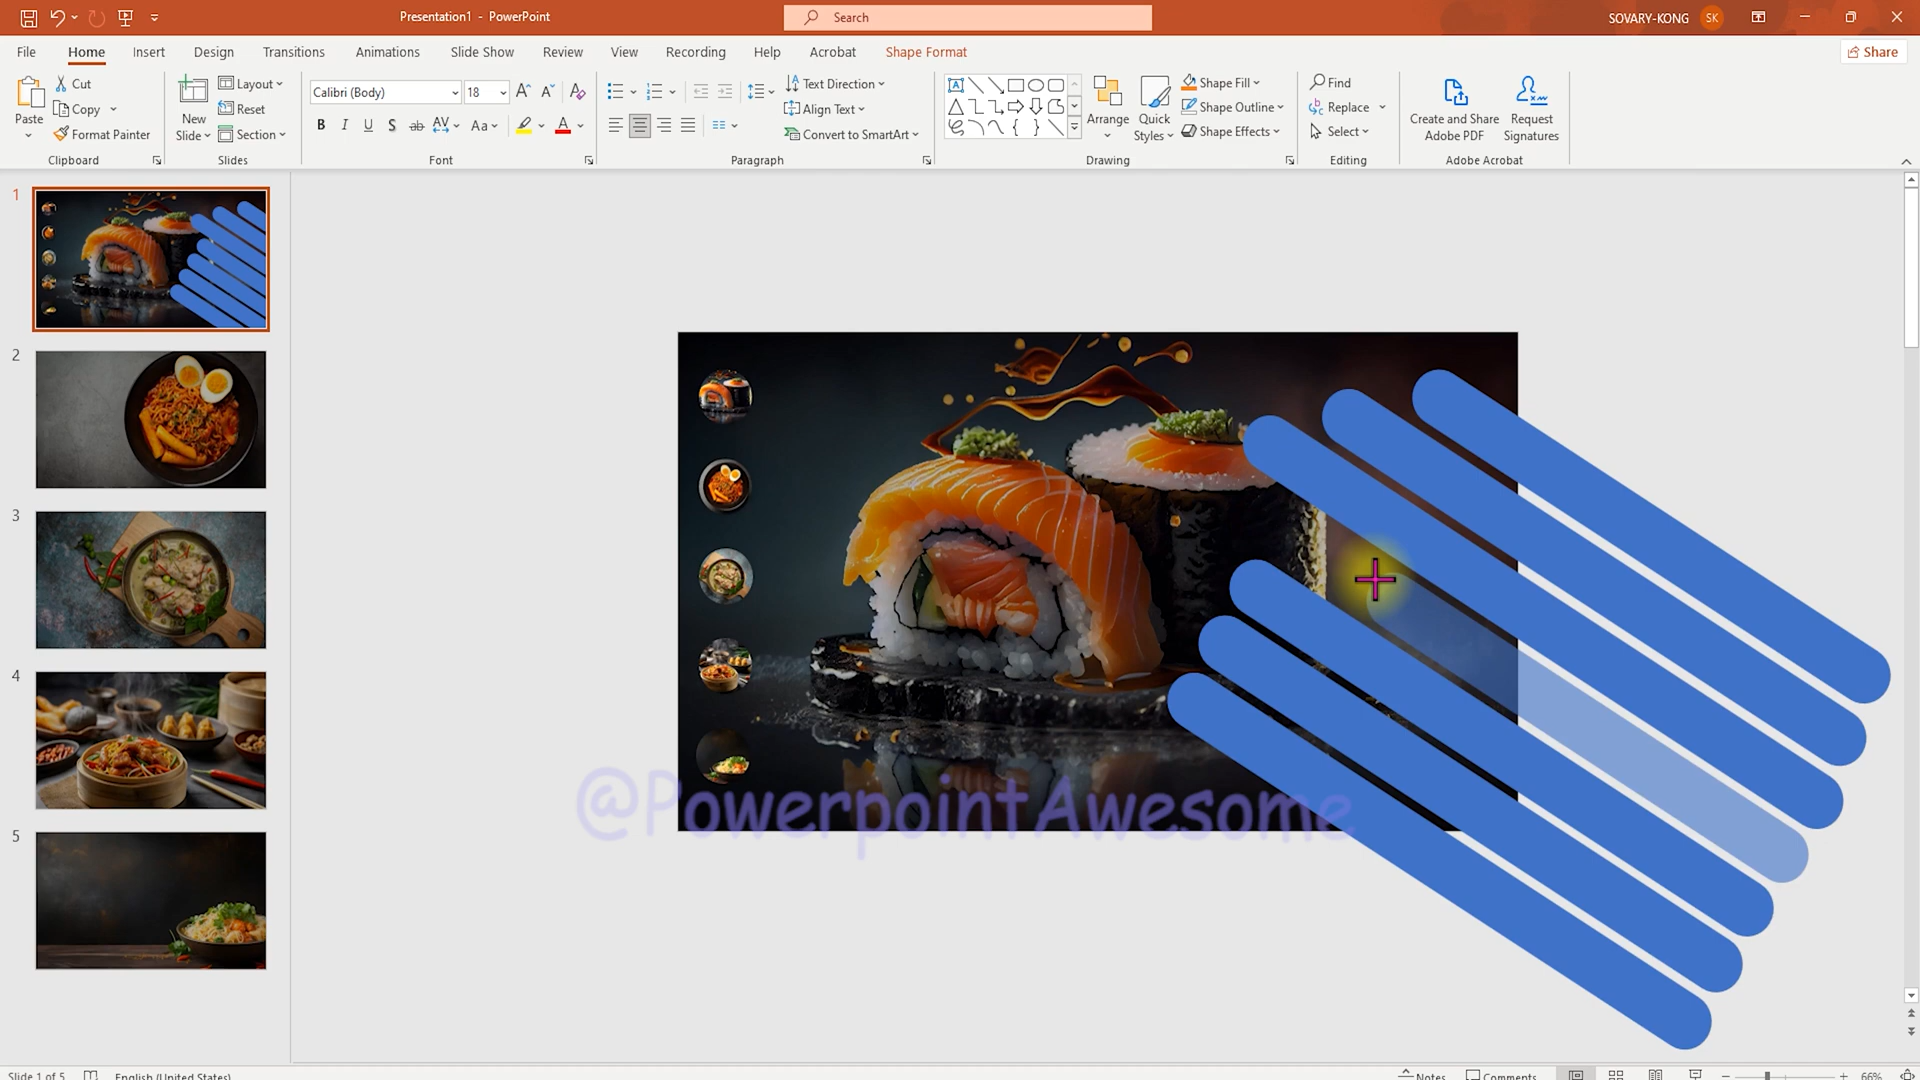 Presentation1 - PowerPoint
Search
SOVARY-KONG
SK
File
Home
Insert
Design
Transitions
Animations
Slide Show
Review
View
Recording
Help
Acrobat
Shape Format
Share
Paste
Cut
Copy
Format Painter
Clipboard
New
Slide
Layout
Reset
Section
Slides
Calibri (Body)
18
B
I
U
S
ab
AV
Aa
A
Font
Text Direction
Align Text
Convert to SmartArt
Paragraph
Arrange
Quick
Styles
Shape Fill
Shape Outline
Shape Effects
Drawing
Find
Replace
Select
Editing
Create and Share
Adobe PDF
Request
Signatures
Adobe Acrobat
1
2
3
4
5
@PowerpointAwesome
Slide 1 of 5
English (United States)
Notes
Comments
66%